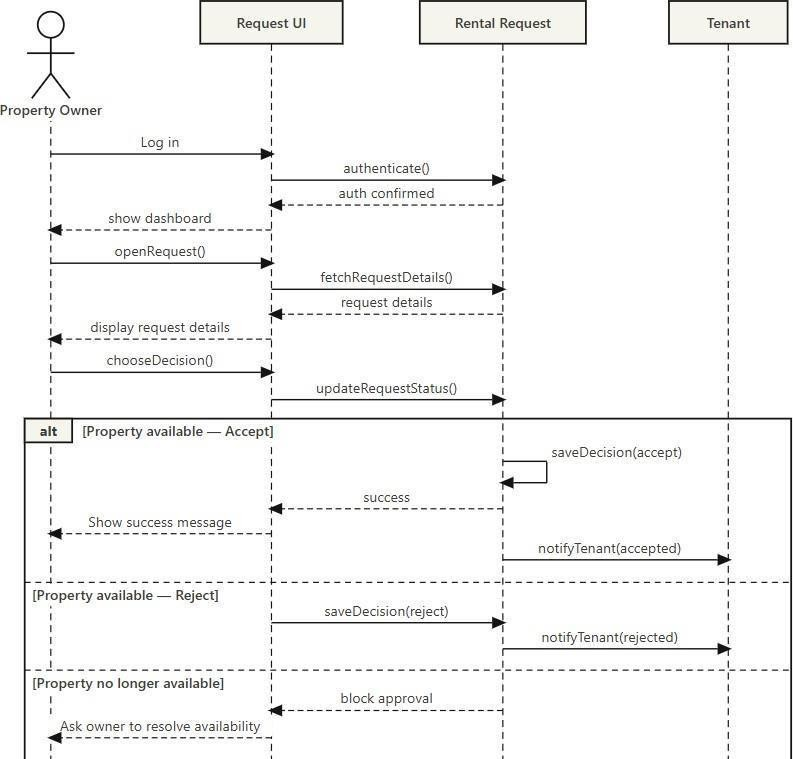 Request UI
Rental Request
Tenant
Property Owner
Log in
authenticate()
auth confirmed
show dashboard
openRequest()
fetchRequestDetails()
request details
display request details
chooseDecision()
updateRequestStatus()
alt [Property available — Accept]
saveDecision(accept)
success
Show success message
notifyTenant(accepted)
[Property available — Reject]
saveDecision(reject)
notifyTenant(rejected)
[Property no longer available]
block approval
Ask owner to resolve availability